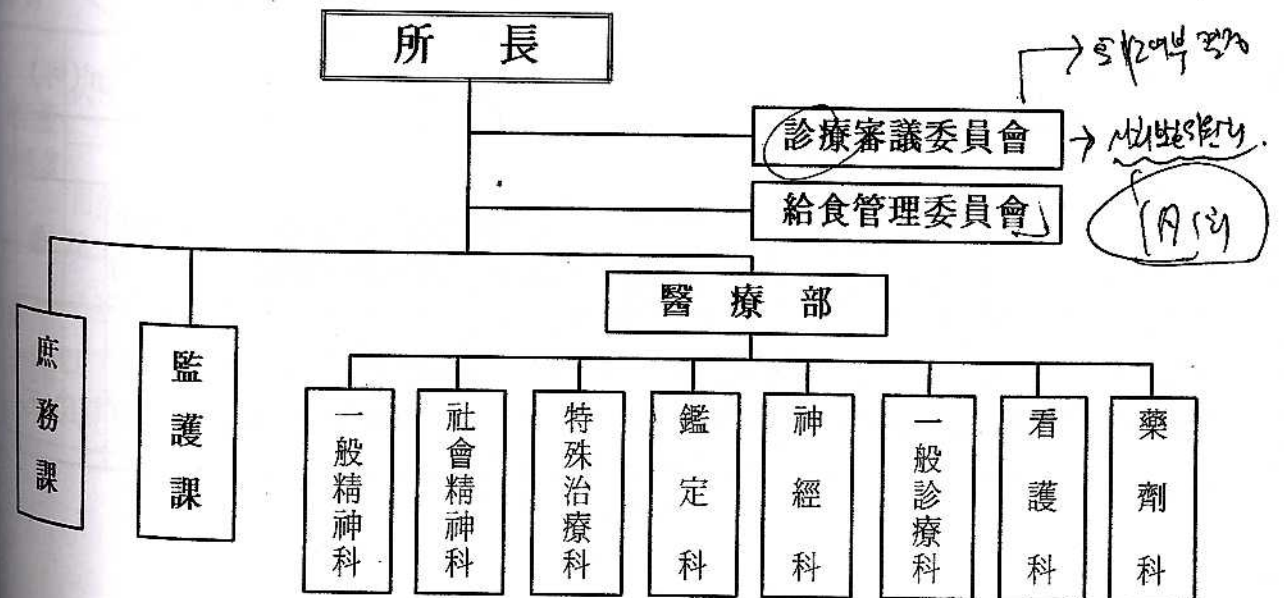 所 長
診療審議委員會
給食管理委員會
醫 療 部
庶務課
監護課
一般精神科
社會精神科
特殊治療科
鑑定科
神經科
一般診療科
看護科
藥劑科